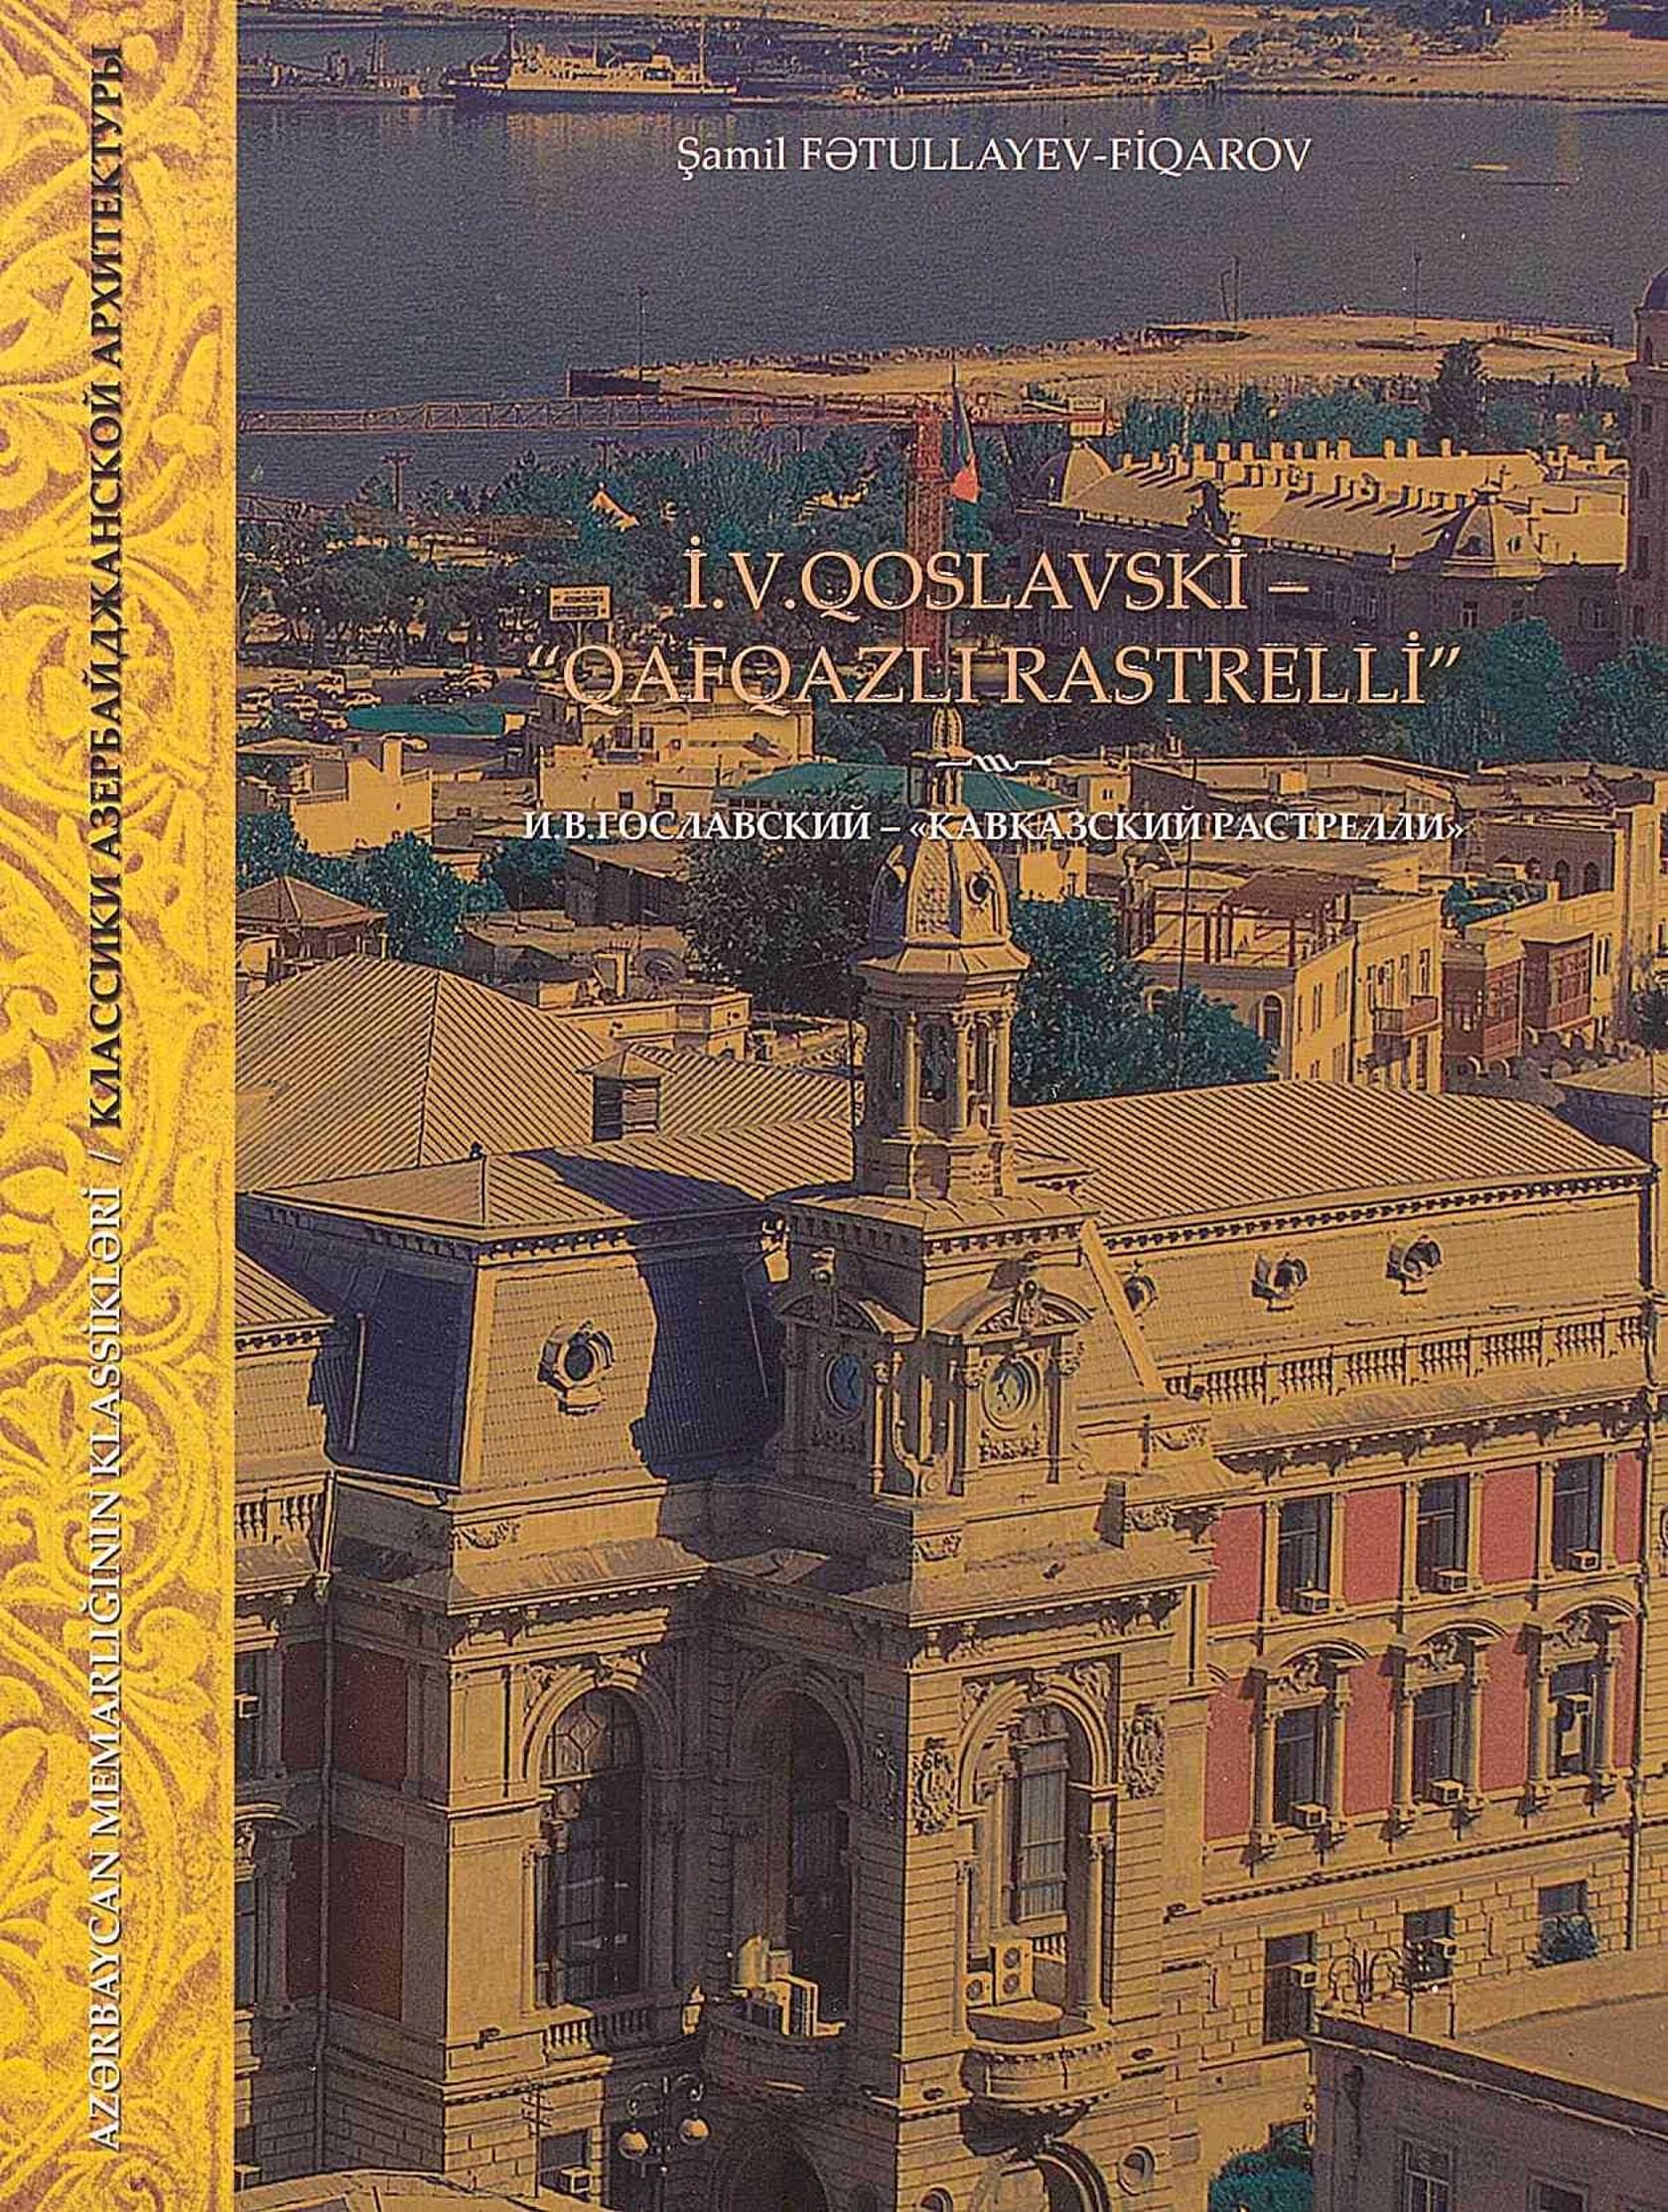 Şamil FƏTULLAYEV-FİQAROV
İ.V.QOSLAVSKİ –
“QAFQAZLI RASTRELLİ”
И.В.ГОСЛАВСКИЙ – «КАВКАЗСКИЙ РАСТРЕЛЛИ»
AZƏRBAYCAN MEMARLIĞININ KLASSİKLƏRİ / КЛАССИКИ АЗЕРБАЙДЖАНСКОЙ АРХИТЕКТУРЫ